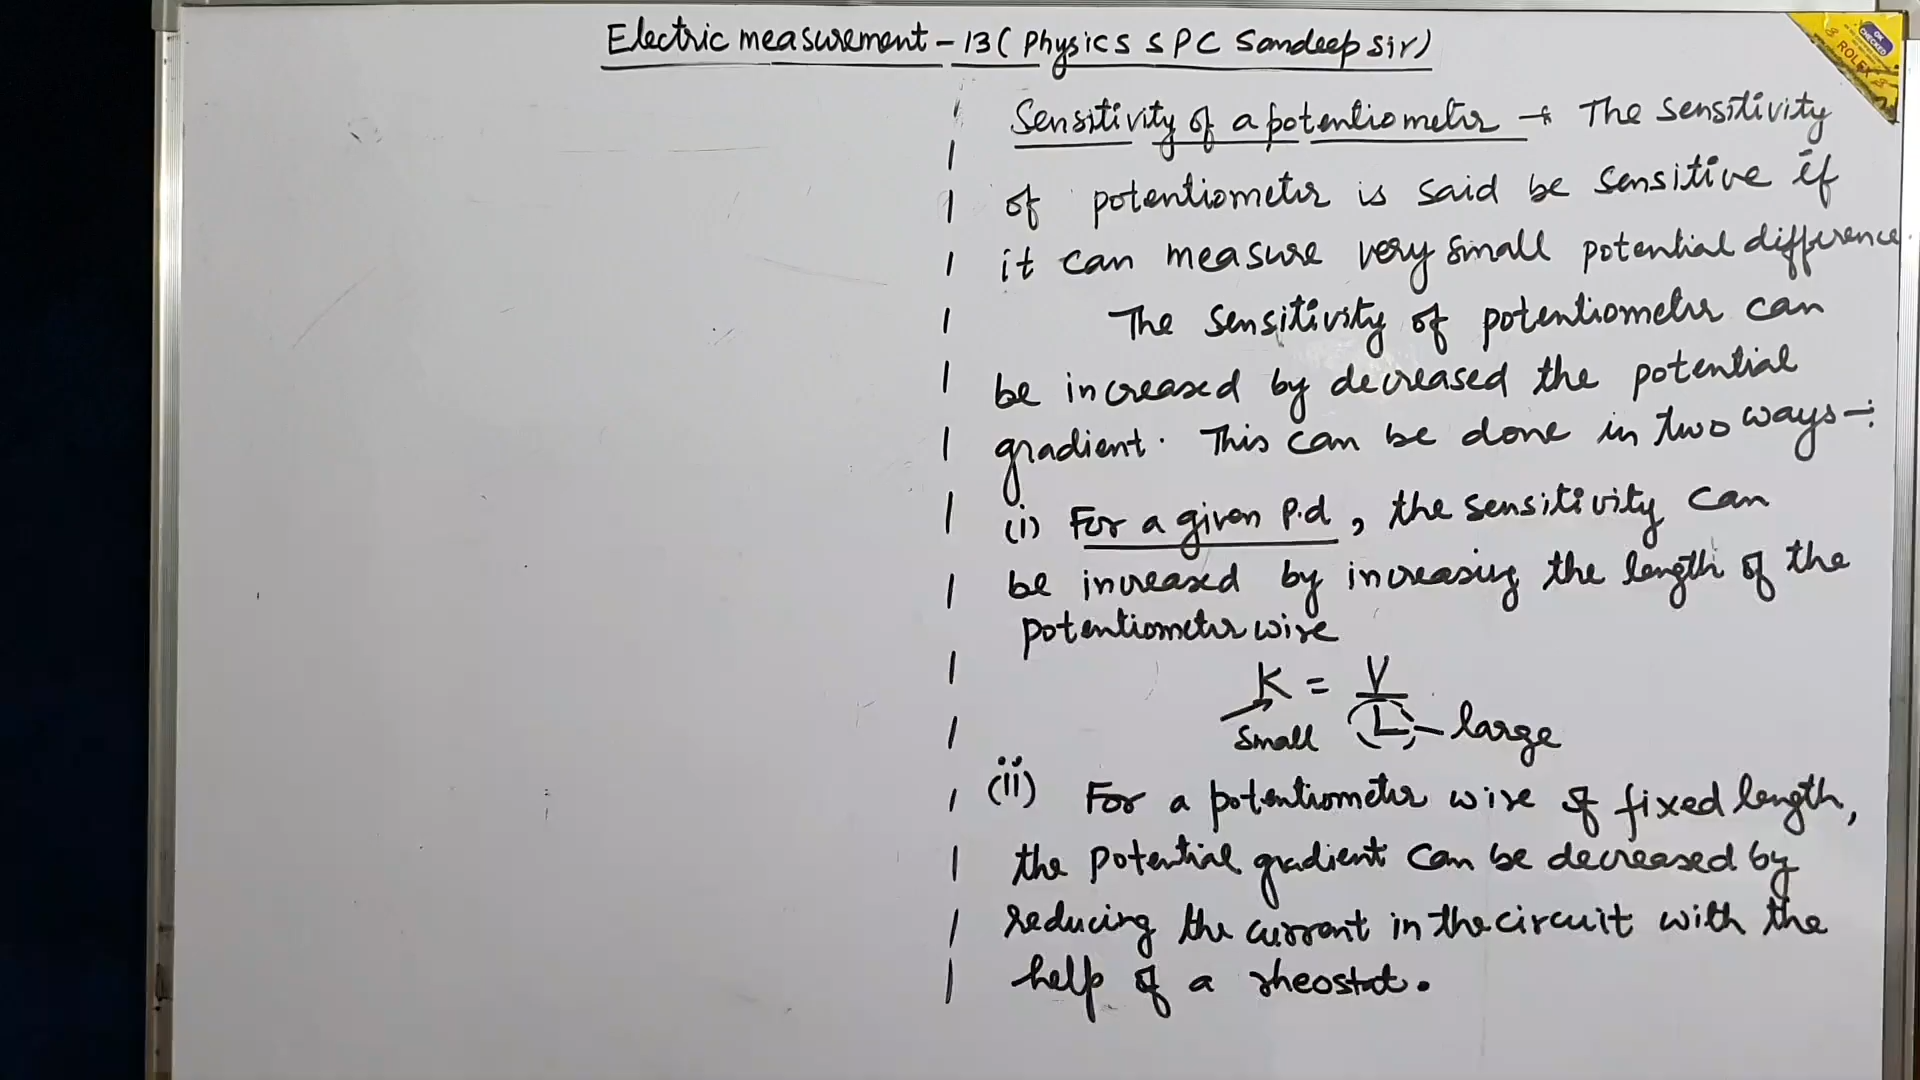 Electric measurement - 13 ( Physics SPC Sandeep Sir)
Sensitivity of a potentiometer → The Sensitivity
of potentiometer is said be sensitive if
it can measure very small potential difference.
The sensitivity of potentiometer can
be increased by decreased the potential
gradient. This can be done in two ways -:
(i) For a given P.d, the sensitivity can
be increased by increasing the length of the
potentiometer wire
K = V
L - large
small
(ii) For a potentiometer wire of fixed length,
the potential gradient can be decreased by
reducing the current in the circuit with the
help of a rheostat.
OK CHECKED
ROLEX